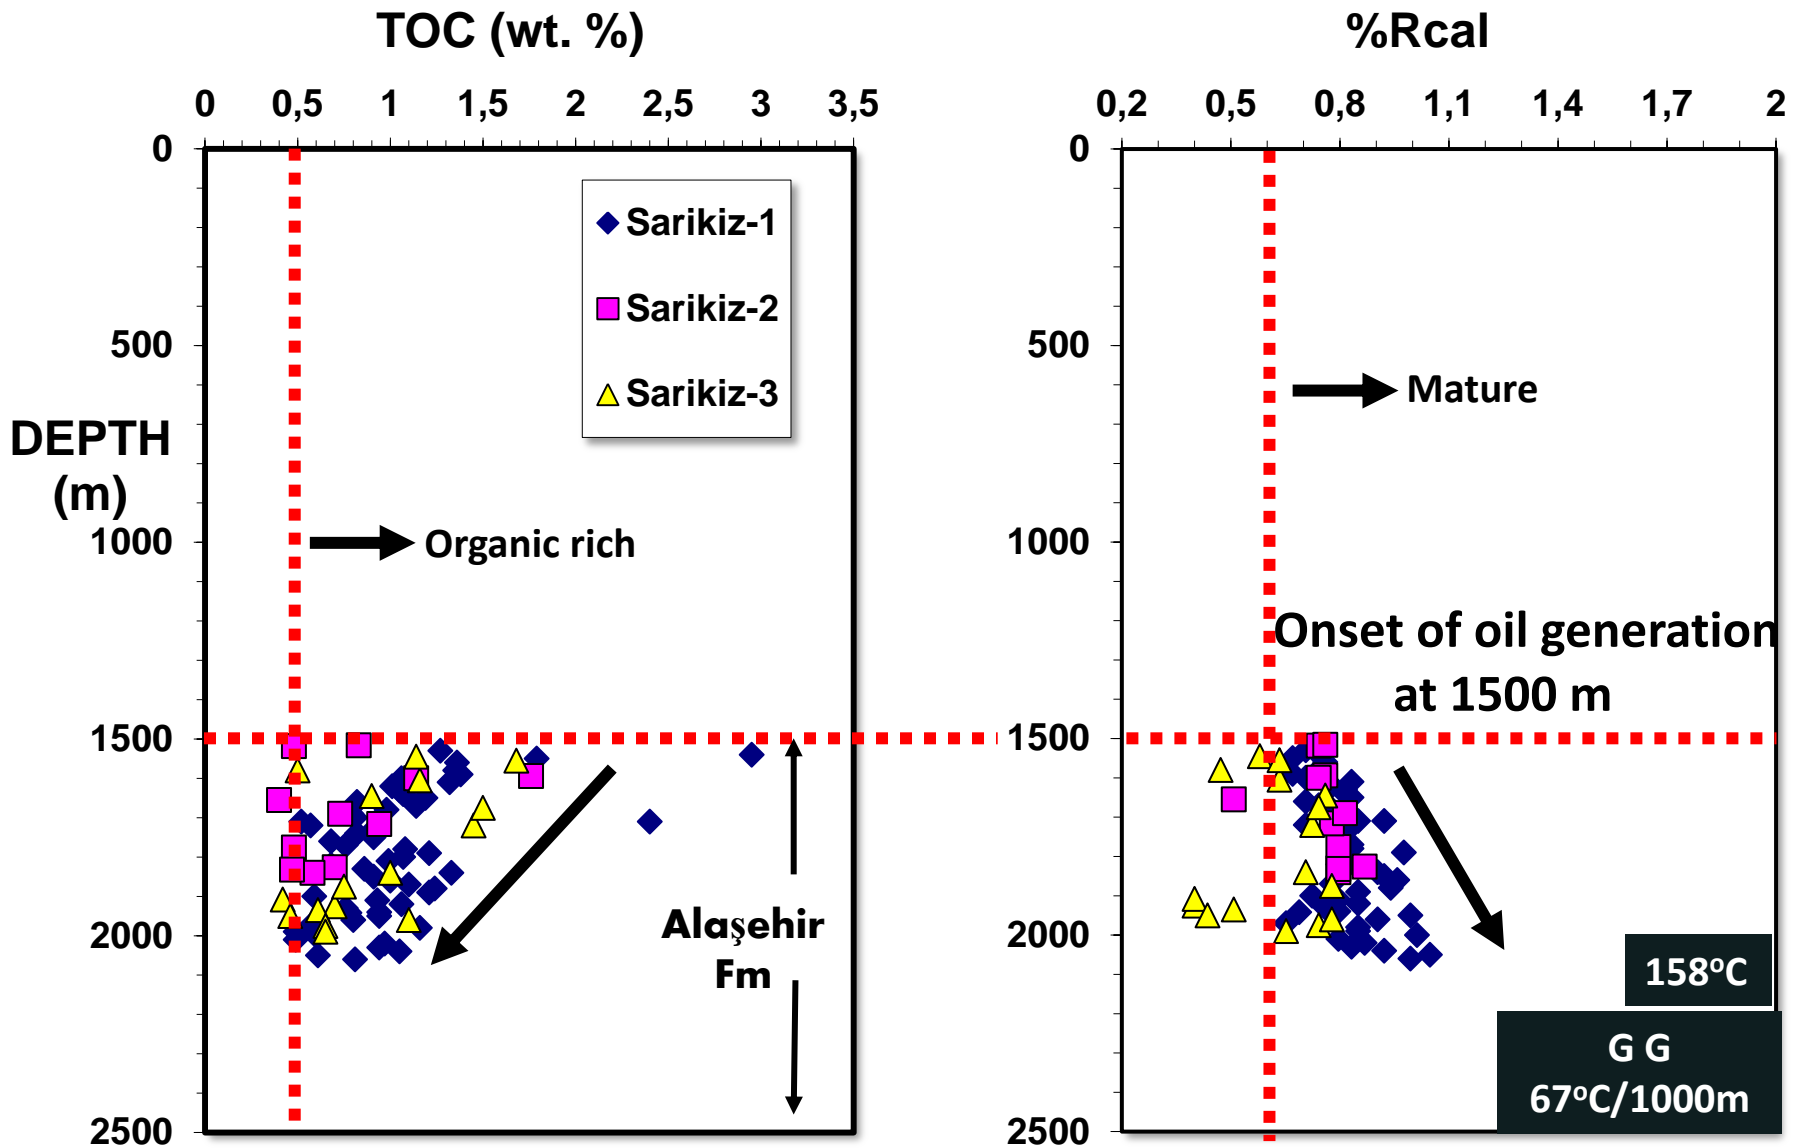 TOC (wt. %)
0 0,5 1 1,5 2 2,5 3 3,5
0
500
1000
1500
2000
2500
DEPTH
(m)
Sarikiz-1
Sarikiz-2
Sarikiz-3
Organic rich
Alaşehir
Fm
%Rcal
0,2 0,5 0,8 1,1 1,4 1,7 2
0
500
1000
1500
2000
2500
Mature
Onset of oil generation
at 1500 m
158°C
G G
67°C/1000m